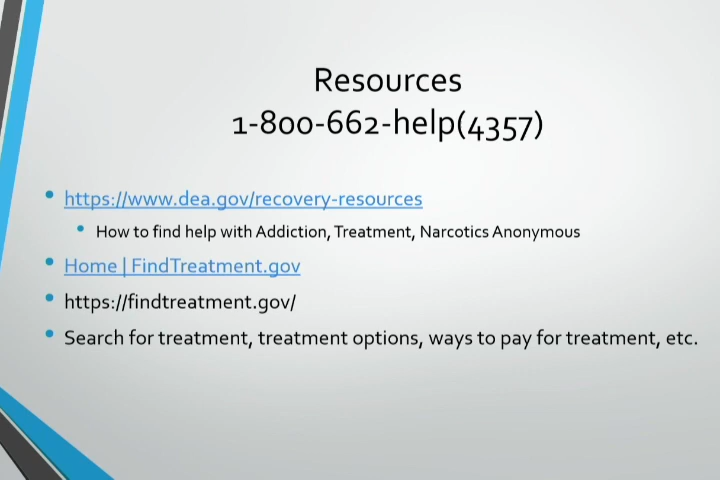 Resources
1-800-662-help(4357)
https://www.dea.gov/recovery-resources
How to find help with Addiction, Treatment, Narcotics Anonymous
Home | FindTreatment.gov
https://findtreatment.gov/
Search for treatment, treatment options, ways to pay for treatment, etc.